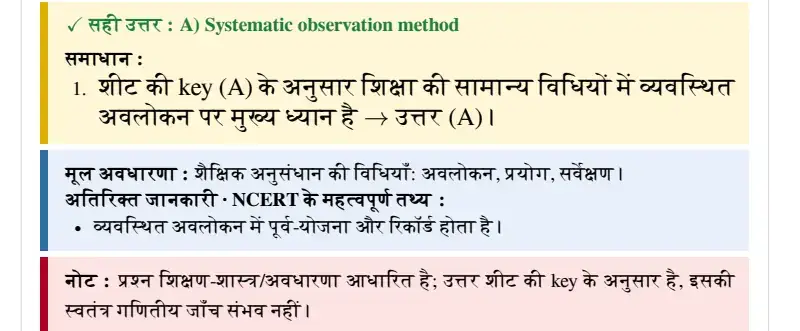 ✓ सही उत्तर : A) Systematic observation method
समाधान :
1. शीट की key (A) के अनुसार शिक्षा की सामान्य विधियों में व्यवस्थित
अवलोकन पर मुख्य ध्यान है → उत्तर (A)।
मूल अवधारणा : शैक्षिक अनुसंधान की विधियाँ: अवलोकन, प्रयोग, सर्वेक्षण।
अतिरिक्त जानकारी · NCERT के महत्वपूर्ण तथ्य :
• व्यवस्थित अवलोकन में पूर्व-योजना और रिकॉर्ड होता है।
नोट : प्रश्न शिक्षण-शास्त्र/अवधारणा आधारित है; उत्तर शीट की key के अनुसार है, इसकी
स्वतंत्र गणितीय जाँच संभव नहीं।